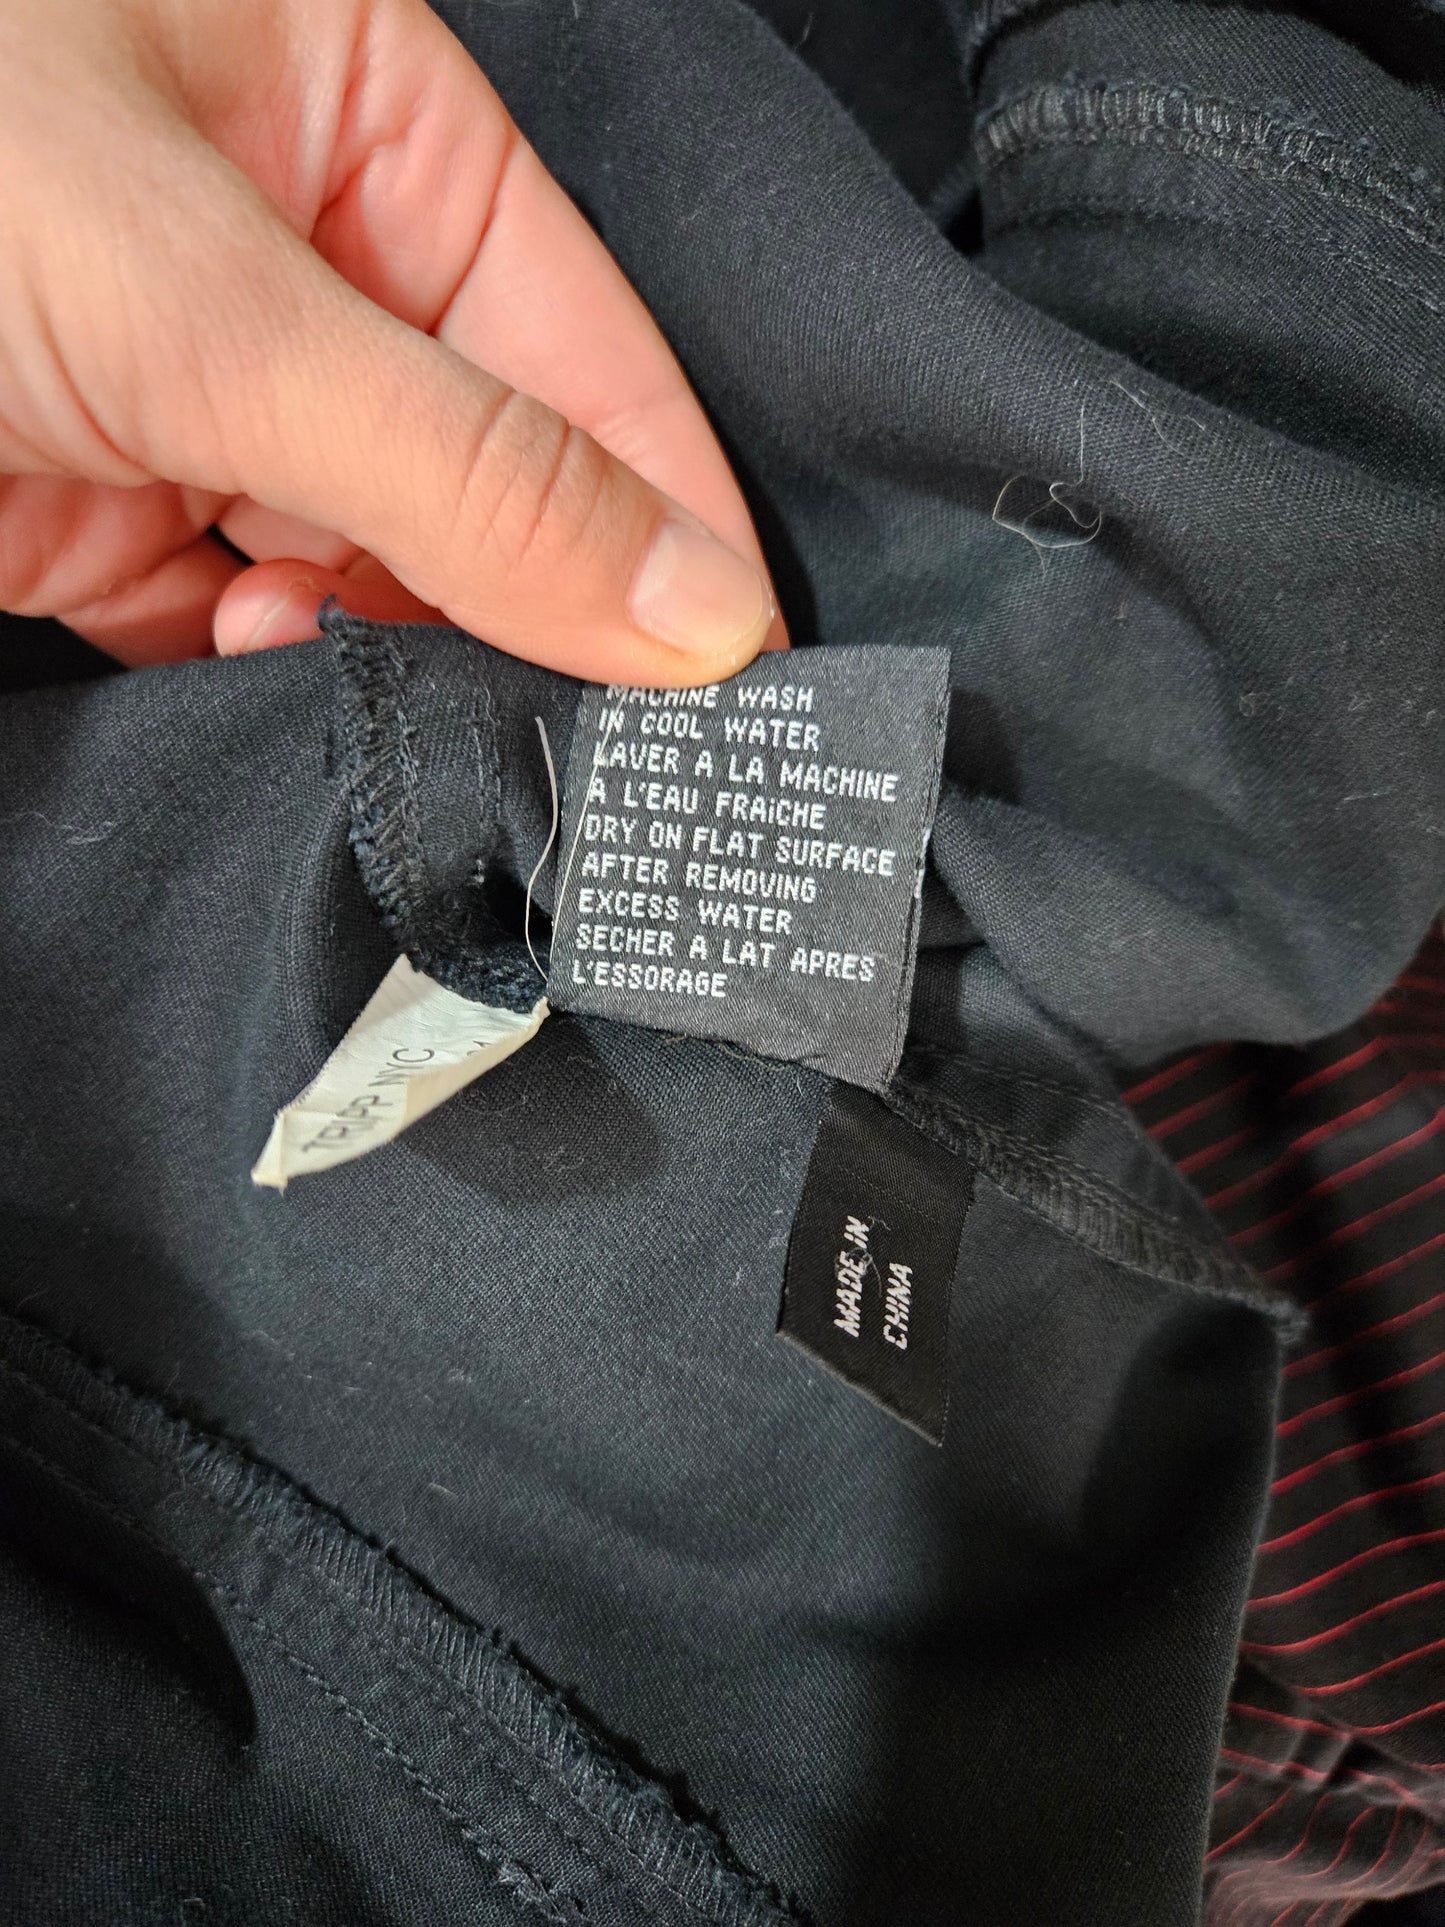 MACHINE WASH
IN COOL WATER
LAVER A LA MACHINE
A L'EAU FRAiCHE
DRY ON FLAT SURFACE
AFTER REMOVING
EXCESS WATER
SECHER A LAT APRES
L'ESSORAGE
TRIPP NYC
MADE IN
CHINA